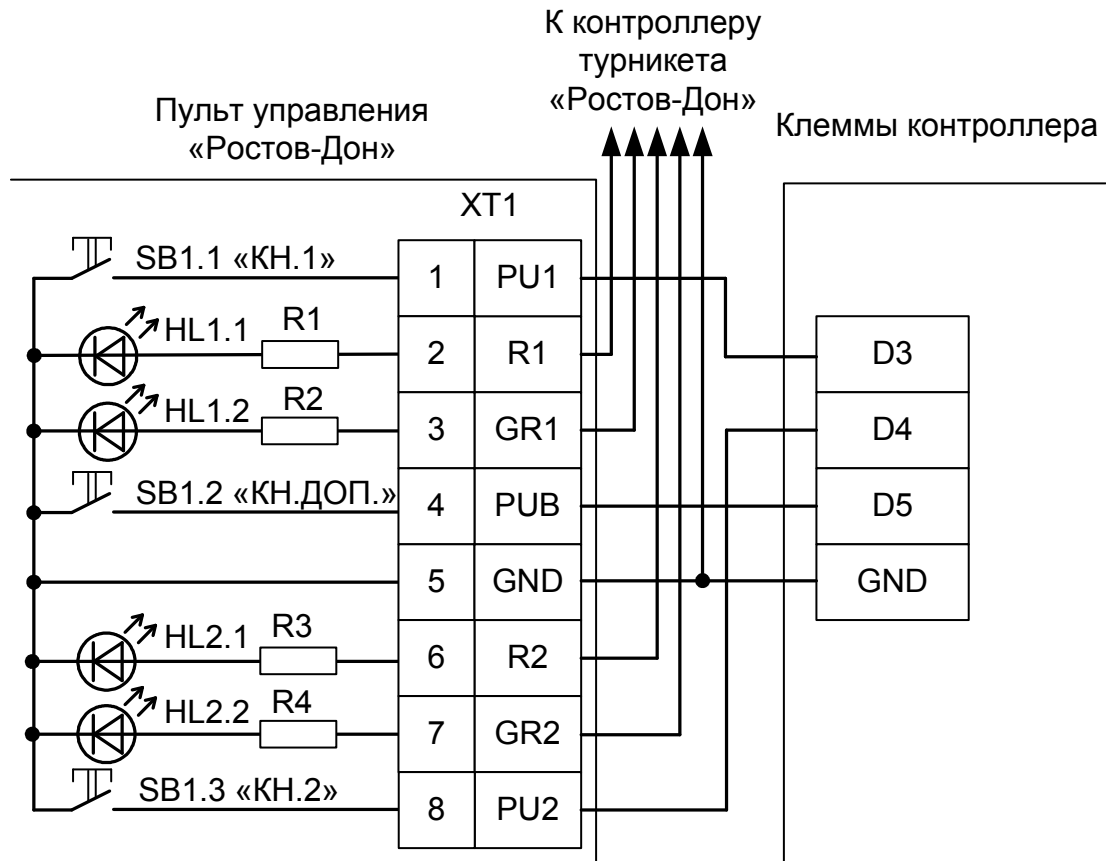 К контроллеру
турникета
«Ростов-Дон»
Пульт управления
«Ростов-Дон»
Клеммы контроллера
XT1
SB1.1 «КН.1»
1 PU1
HL1.1 R1
2 R1
D3
HL1.2 R2
3 GR1
D4
SB1.2 «КН.ДОП.»
4 PUB
D5
5 GND
GND
HL2.1 R3
6 R2
HL2.2 R4
7 GR2
SB1.3 «КН.2»
8 PU2